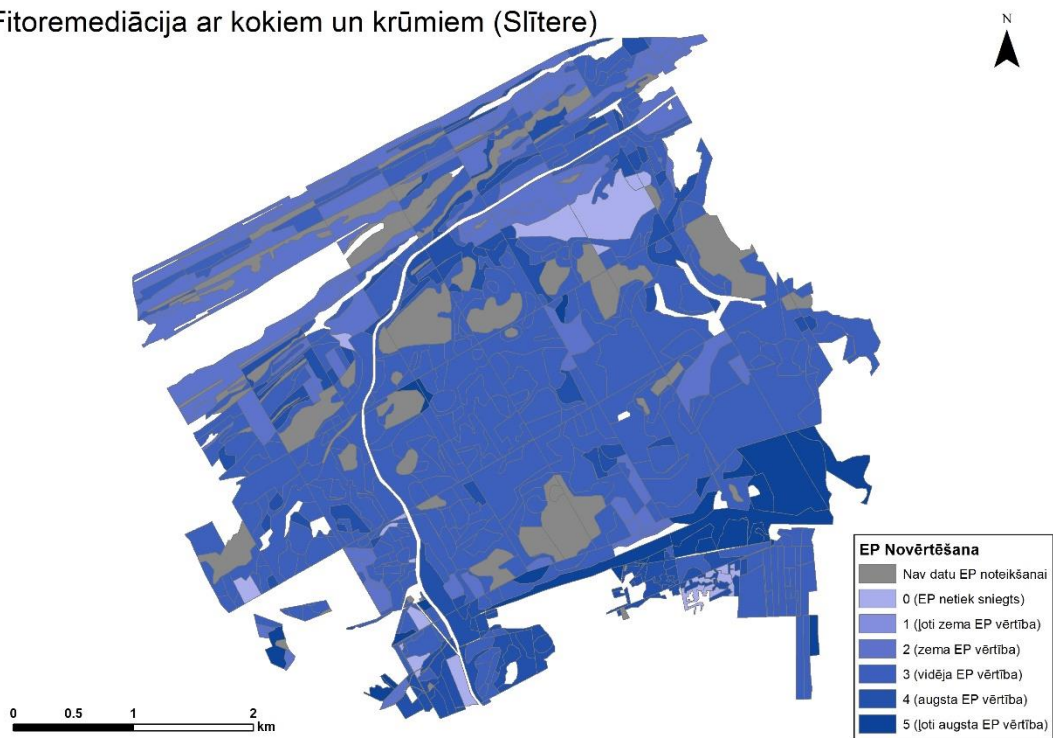 Fitoremediācija ar kokiem un krūmiem (Slītere)
N
EP Novērtēšana
Nav datu EP noteikšanai
0 (EP netiek sniegts)
1 (ļoti zema EP vērtība)
2 (zema EP vērtība)
3 (vidēja EP vērtība)
4 (augsta EP vērtība)
5 (ļoti augsta EP vērtība)
0 0.5 1 2
km